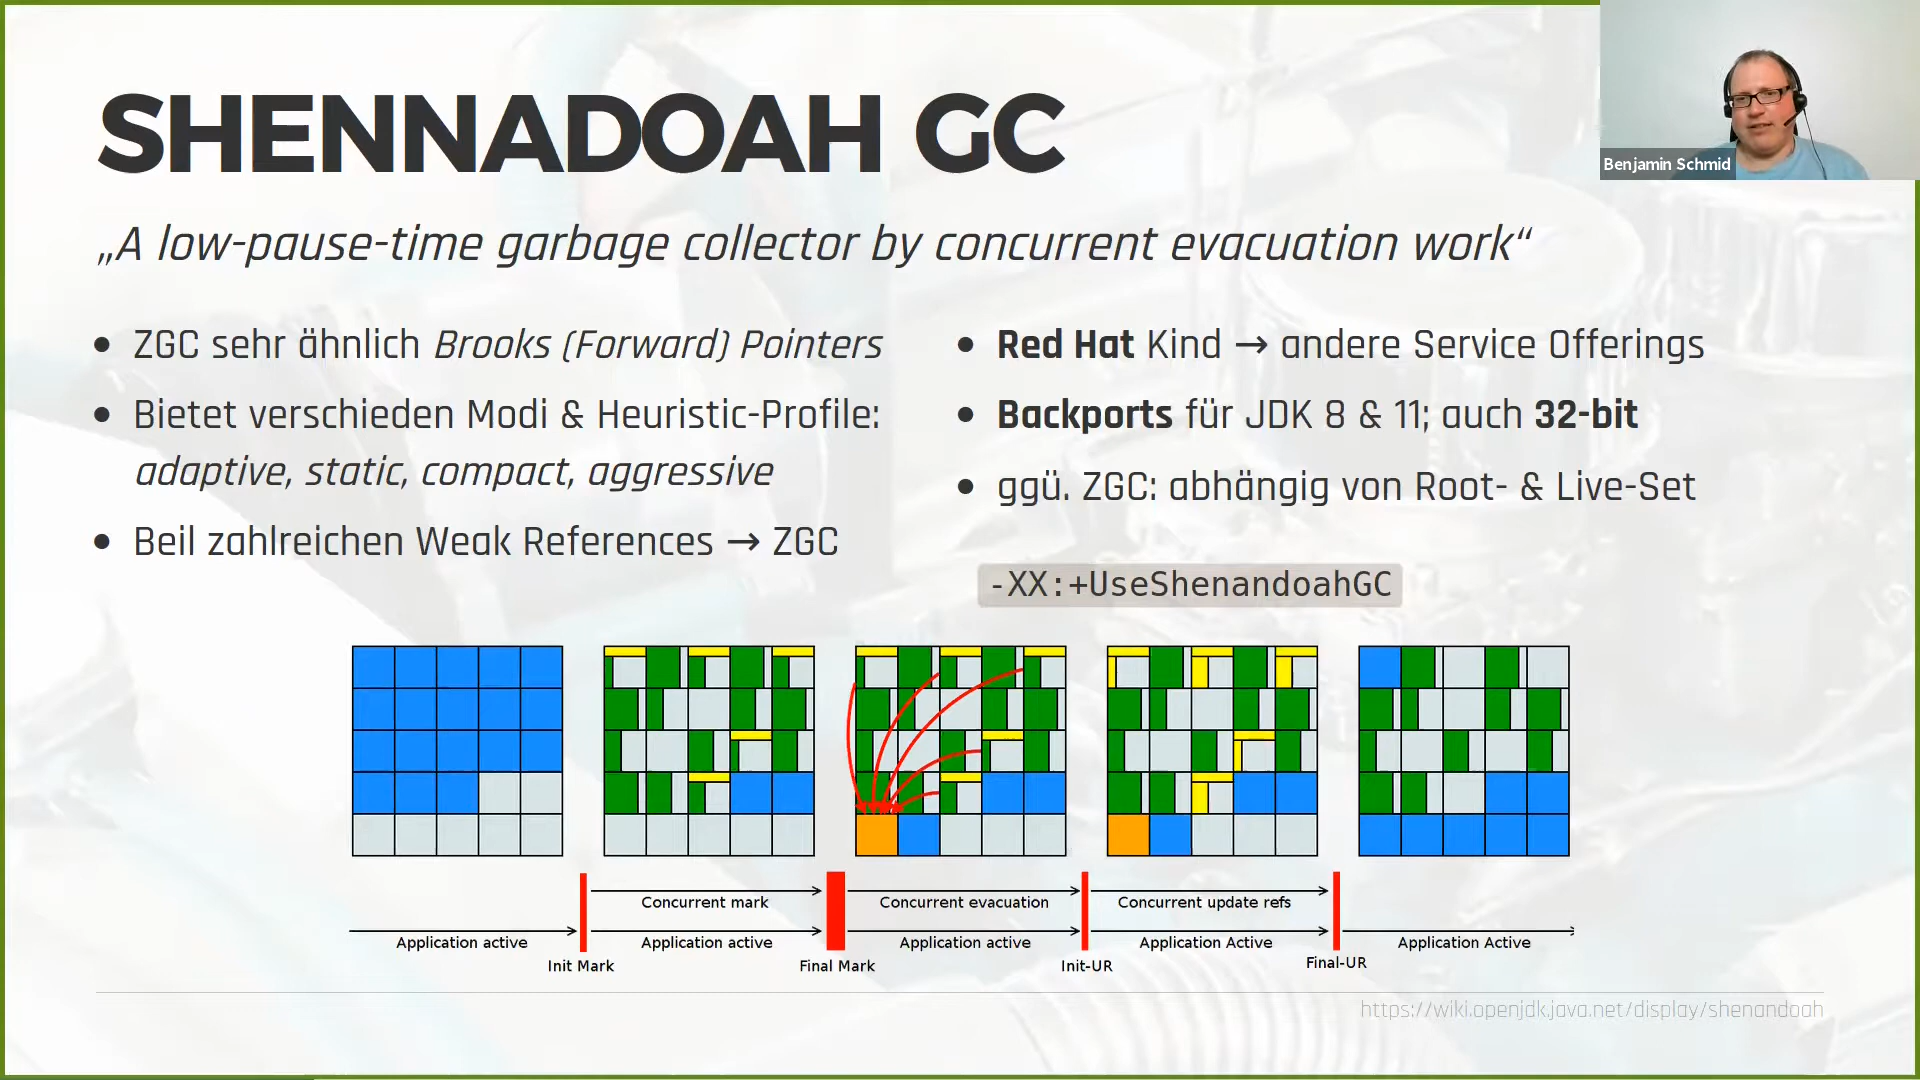 SHENNADOAH GC
Benjamin Schmid
„A low-pause-time garbage collector by concurrent evacuation work“
• ZGC sehr ähnlich Brooks (Forward) Pointers
• Bietet verschieden Modi & Heuristic-Profile:
adaptive, static, compact, aggressive
• Beil zahlreichen Weak References → ZGC
• Red Hat Kind → andere Service Offerings
• Backports für JDK 8 & 11; auch 32-bit
• ggü. ZGC: abhängig von Root- & Live-Set
-XX:+UseShenandoahGC
Concurrent mark
Concurrent evacuation
Concurrent update refs
Application active
Application active
Application active
Application Active
Application Active
Init Mark
Final Mark
Init-UR
Final-UR
https://wiki.openjdk.java.net/display/shenandoah